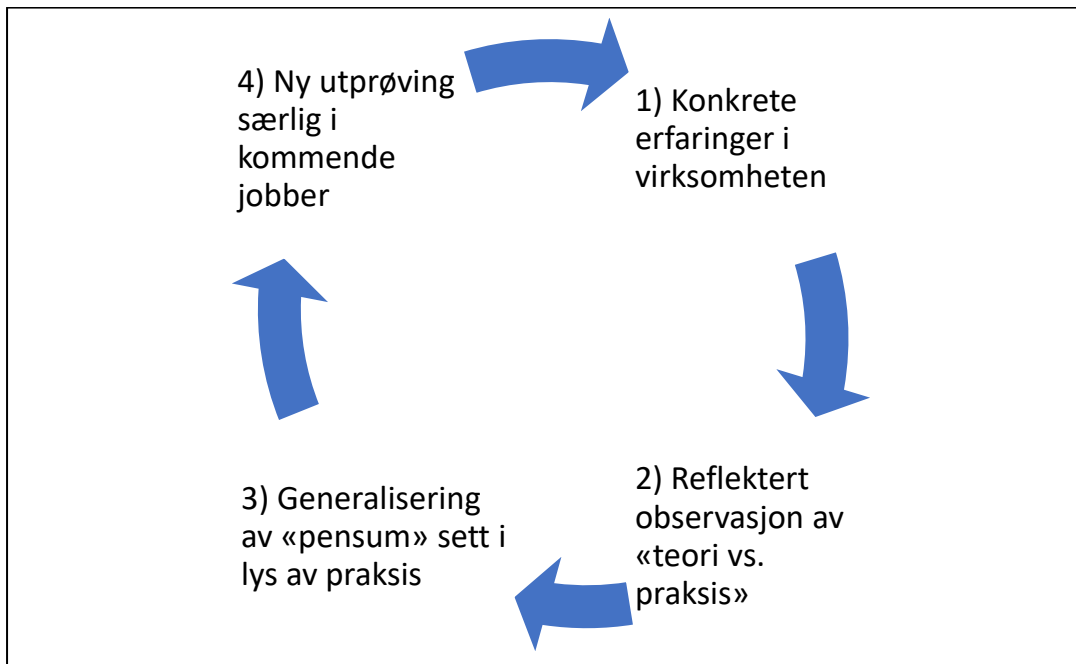 4) Ny utprøving
særlig i
kommende
jobber
1) Konkrete
erfaringer i
virksomheten
2) Reflektert
observasjon av
«teori vs.
praksis»
3) Generalisering
av «pensum» sett i
lys av praksis